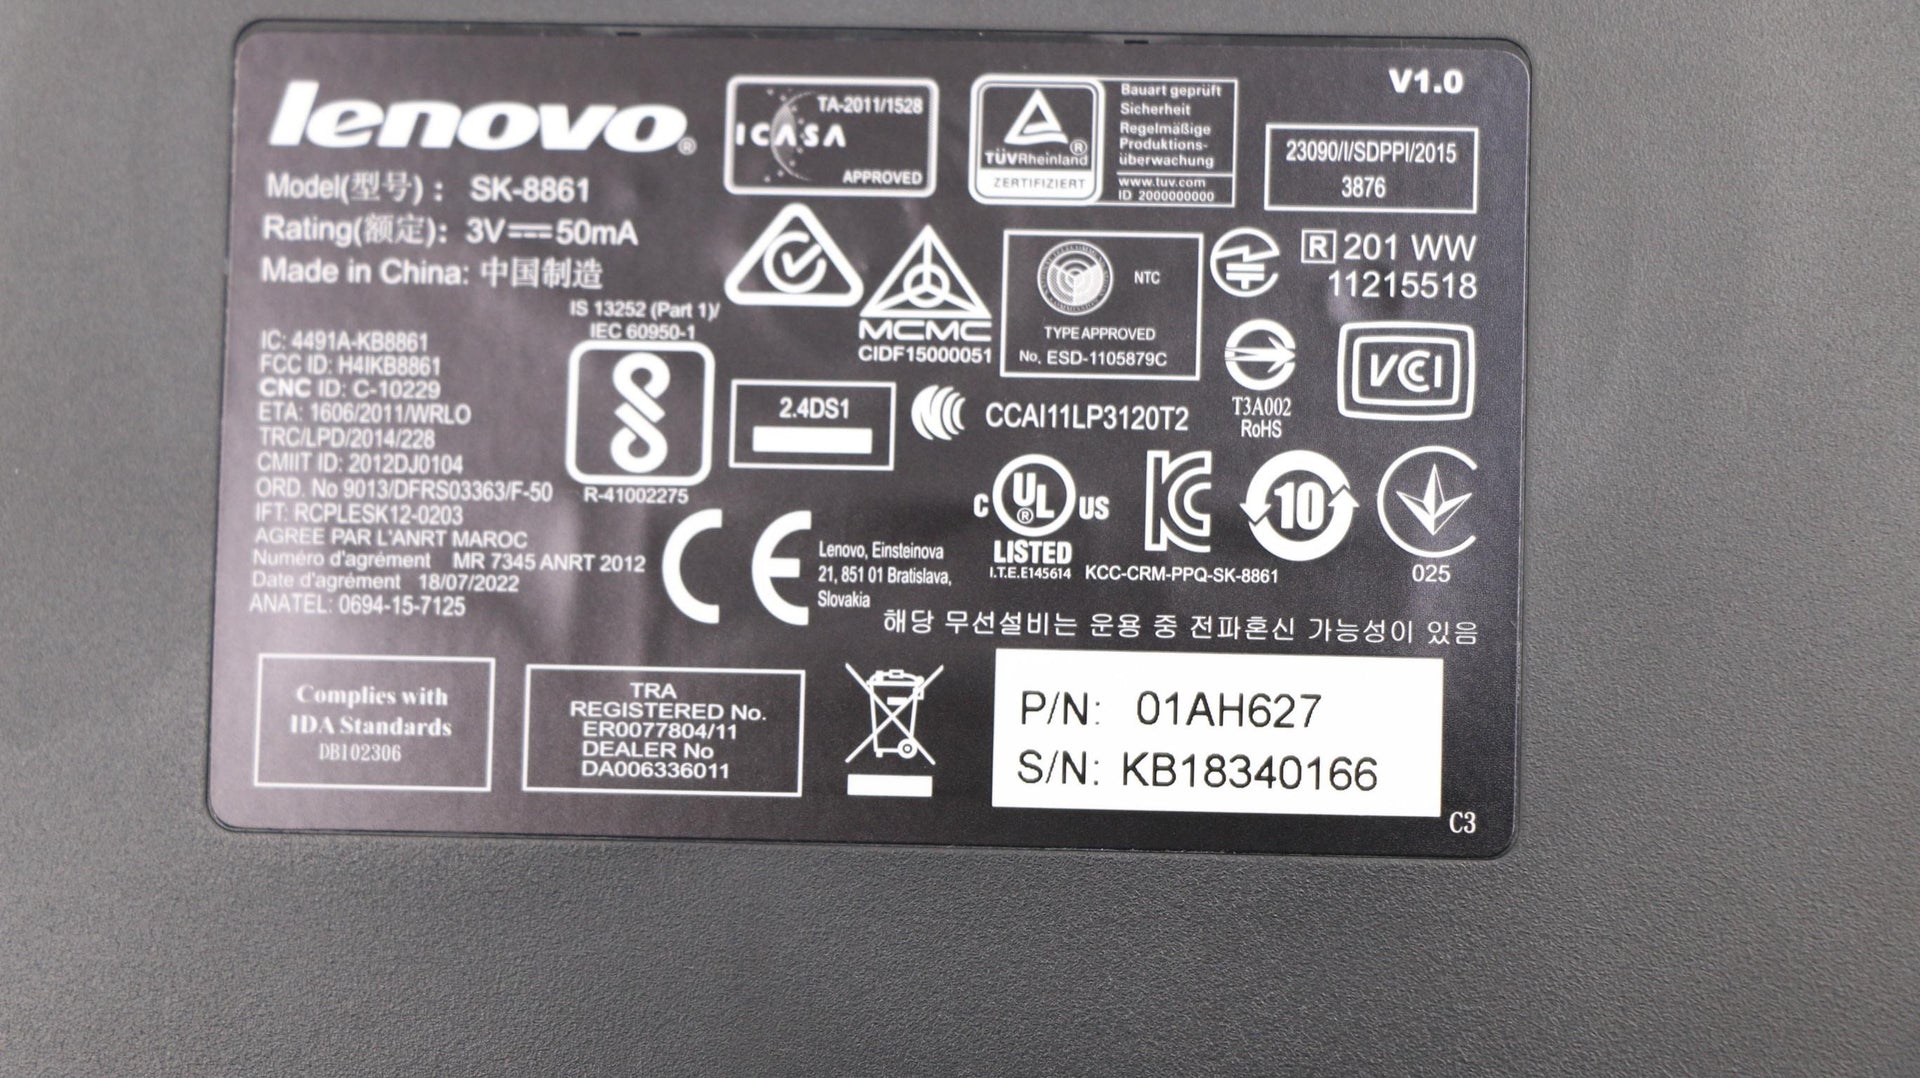 lenovo®
Model(型号): SK-8861
Rating(额定): 3V⎓50mA
Made in China: 中国制造
IC: 4491A-KB8861
FCC ID: H4IKB8861
CNC ID: C-10229
ETA: 1606/2011/WRLO
TRC/LPD/2014/228
CMIIT ID: 2012DJ0104
ORD. No 9013/DFRS03363/F-50
IFT: RCPLESK12-0203
AGREE PAR L'ANRT MAROC
Numéro d'agrément MR 7345 ANRT 2012
Date d'agrément 18/07/2022
ANATEL: 0694-15-7125
IS 13252 (Part 1)/
IEC 60950-1
R-41002275
TA-2011/1528
ICASA
APPROVED
TÜVRheinland®
ZERTIFIZIERT
Bauart geprüft
Sicherheit
Regelmäßige
Produktions-
überwachung
www.tuv.com
ID 2000000000
V1.0
23090/I/SDPPI/2015
3876
MCMC
CIDF15000051
NTC
TYPE APPROVED
No. ESD-1105879C
R 201 WW
11215518
2.4DS1
CCAI11LP3120T2
T3A002
RoHS
VCCI
C UL® US
LISTED
I.T.E.E145614
KCC-CRM-PPQ-SK-8861
10
025
CE
Lenovo, Einsteinova
21, 851 01 Bratislava,
Slovakia
해당 무선설비는 운용 중 전파혼신 가능성이 있음
Complies with
IDA Standards
DB102306
TRA
REGISTERED No.
ER0077804/11
DEALER No
DA006336011
P/N: 01AH627
S/N: KB18340166
C3